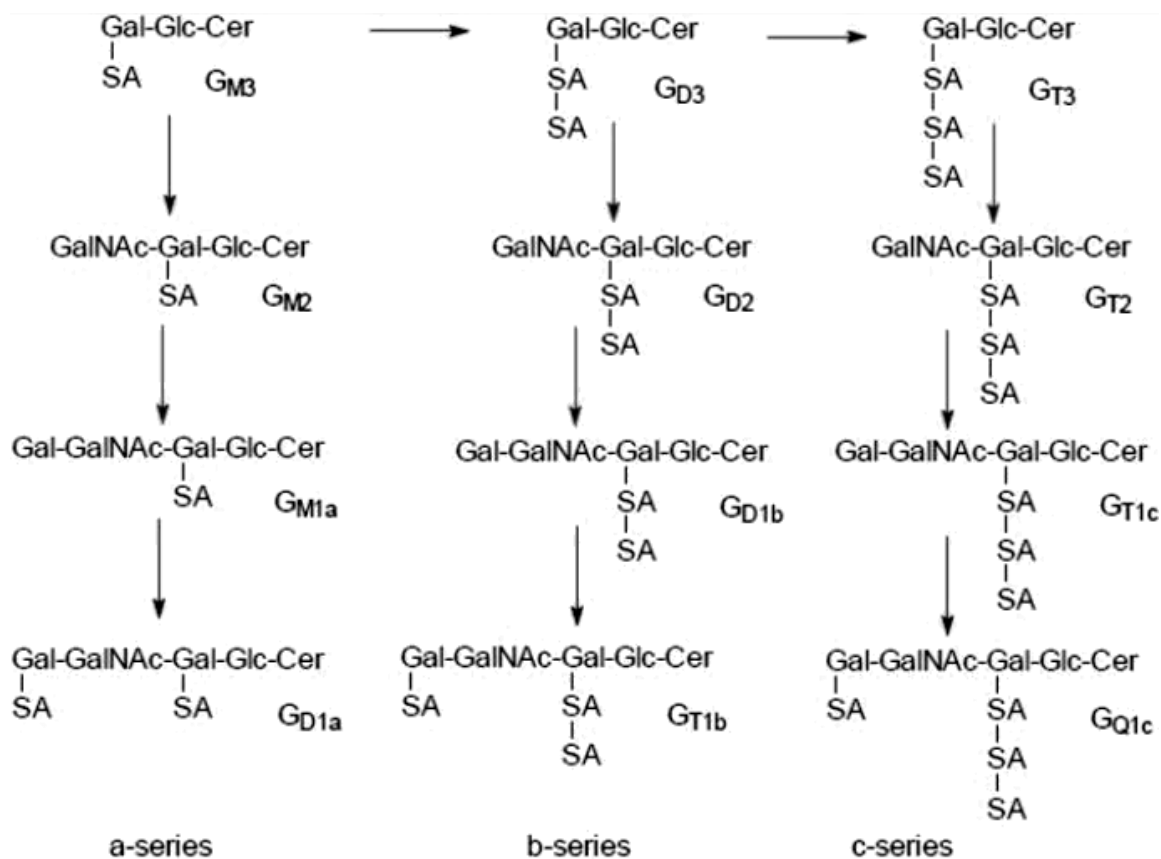 Gal-Glc-Cer Gal-Glc-Cer Gal-Glc-Cer
SA GM3 SA GD3 SA GT3
SA SA
SA
GalNAc-Gal-Glc-Cer GalNAc-Gal-Glc-Cer GalNAc-Gal-Glc-Cer
SA GM2 SA GD2 SA GT2
SA SA
SA
Gal-GalNAc-Gal-Glc-Cer Gal-GalNAc-Gal-Glc-Cer Gal-GalNAc-Gal-Glc-Cer
SA GM1a SA GD1b SA GT1c
SA SA
SA
Gal-GalNAc-Gal-Glc-Cer Gal-GalNAc-Gal-Glc-Cer Gal-GalNAc-Gal-Glc-Cer
SA SA GD1a SA SA GT1b SA SA GQ1c
SA SA
SA
a-series b-series c-series